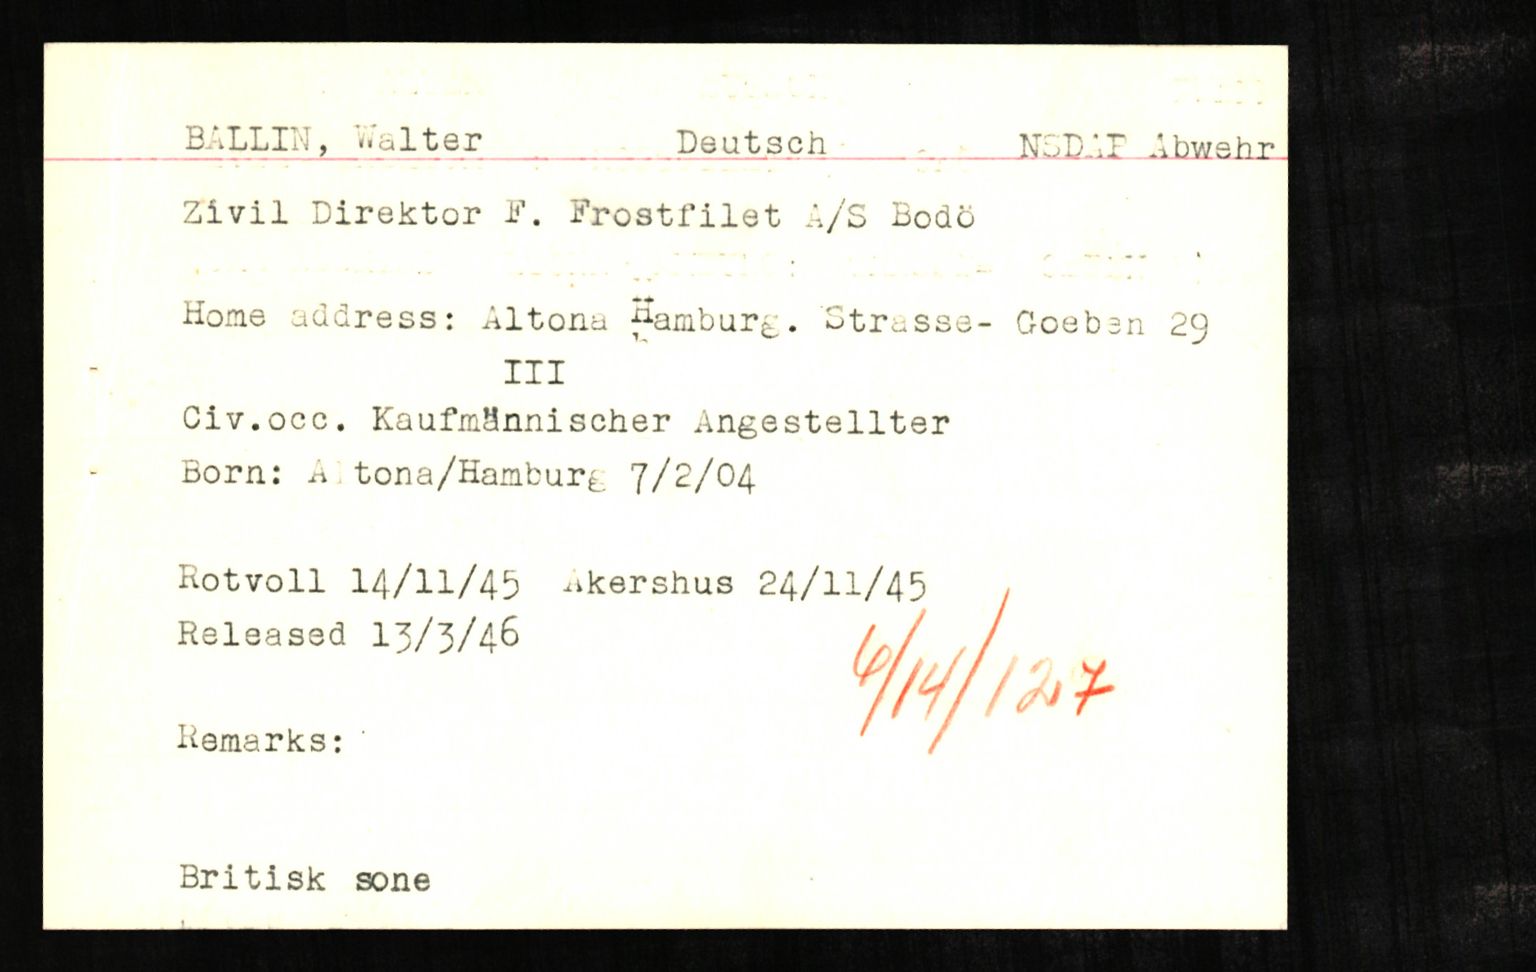 BALLIN, Walter Deutsch NSDAP Abwehr
Zivil Direktor F. Frostfilet A/S Bodö
Home address: Altona Hamburg. Strasse- Goeben 29
III
Civ.occ. Kaufmännischer Angestellter
Born: Altona/Hamburg 7/2/04
Rotvoll 14/11/45 Akershus 24/11/45
Released 13/3/46
6/14/127
Remarks:
Britisk sone